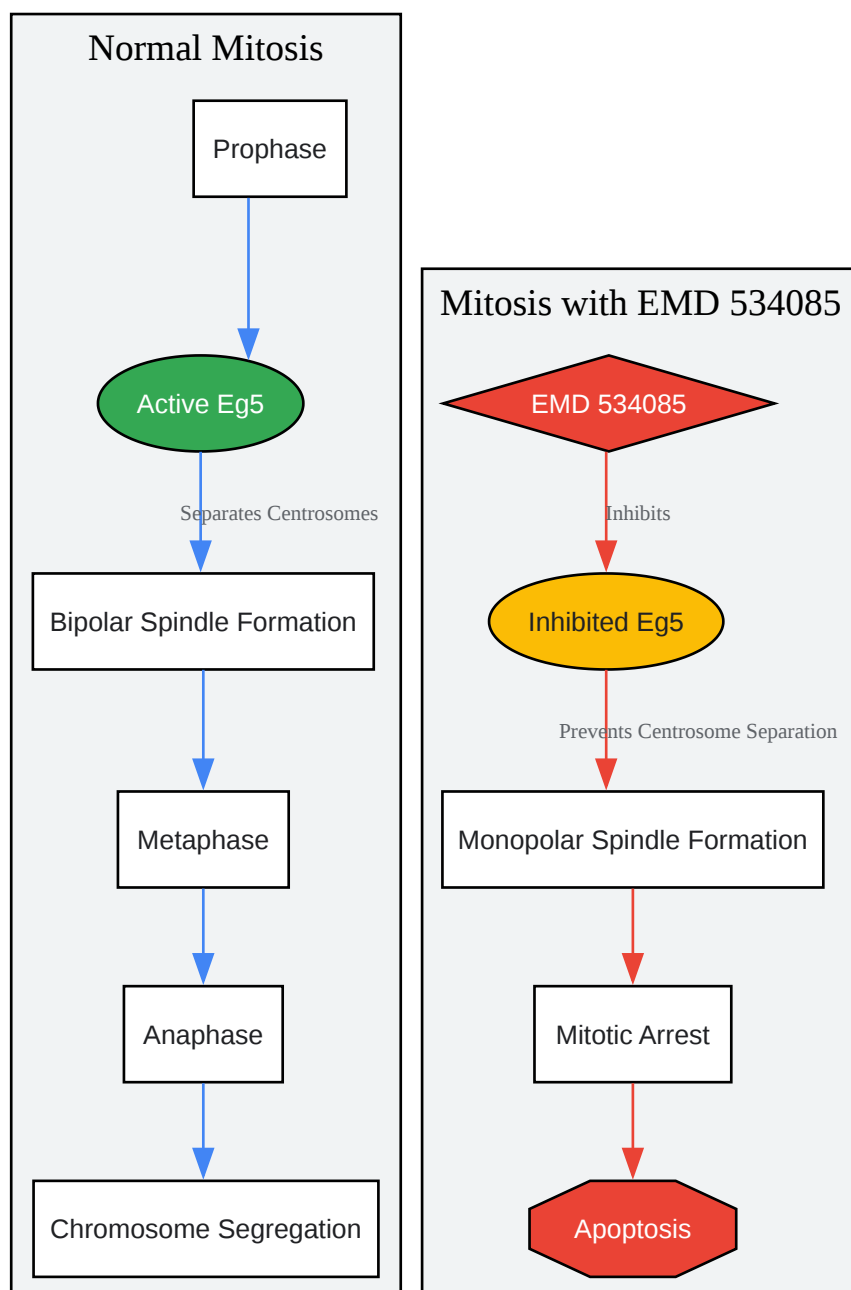 Normal Mitosis
Prophase
Active Eg5
Separates Centrosomes
Bipolar Spindle Formation
Metaphase
Anaphase
Chromosome Segregation
Mitosis with EMD 534085
EMD 534085
Inhibits
Inhibited Eg5
Prevents Centrosome Separation
Monopolar Spindle Formation
Mitotic Arrest
Apoptosis